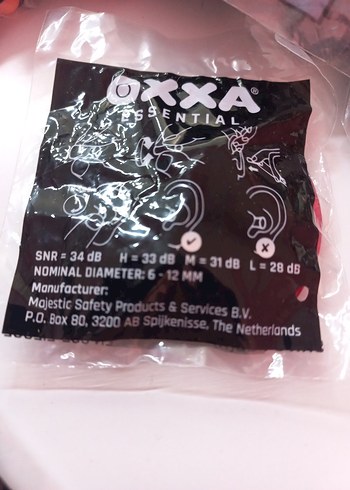 OXXA®
ESSENTIAL
SNR = 34 dB H = 33 dB M = 31 dB L = 28 dB
NOMINAL DIAMETER: 6 - 12 MM
Manufacturer:
Majestic Safety Products & Services B.V.
P.O. Box 80, 3200 AB Spijkenisse, The Netherlands